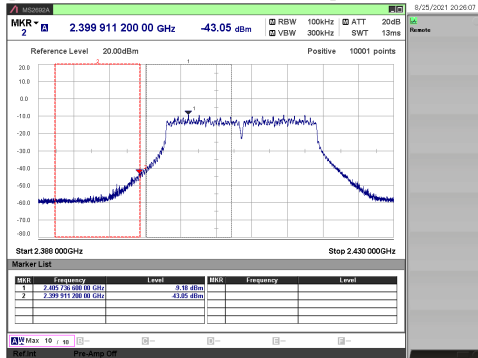 MS2692A
8/25/2021 20:26:07
MKR
2
A
2.399 911 200 00 GHz
-43.05 dBm
RBW 100kHz
ATT 20dB
VBW 300kHz
SWT 13ms
Remote
Reference Level 20.00dBm
Positive 10001 points
2
1
20.0
10.0
0.0
-10.0
-20.0
-30.0
-40.0
-50.0
-60.0
-70.0
-80.0
1
Start 2.388 000GHz
Stop 2.430 000GHz
Marker List
MKR Frequency Level MKR Frequency Level
1 2.405 736 600 00 GHz -9.18 dBm
2 2.399 911 200 00 GHz -43.05 dBm
A Max 10 / 10
Ref.Int Pre-Amp Off